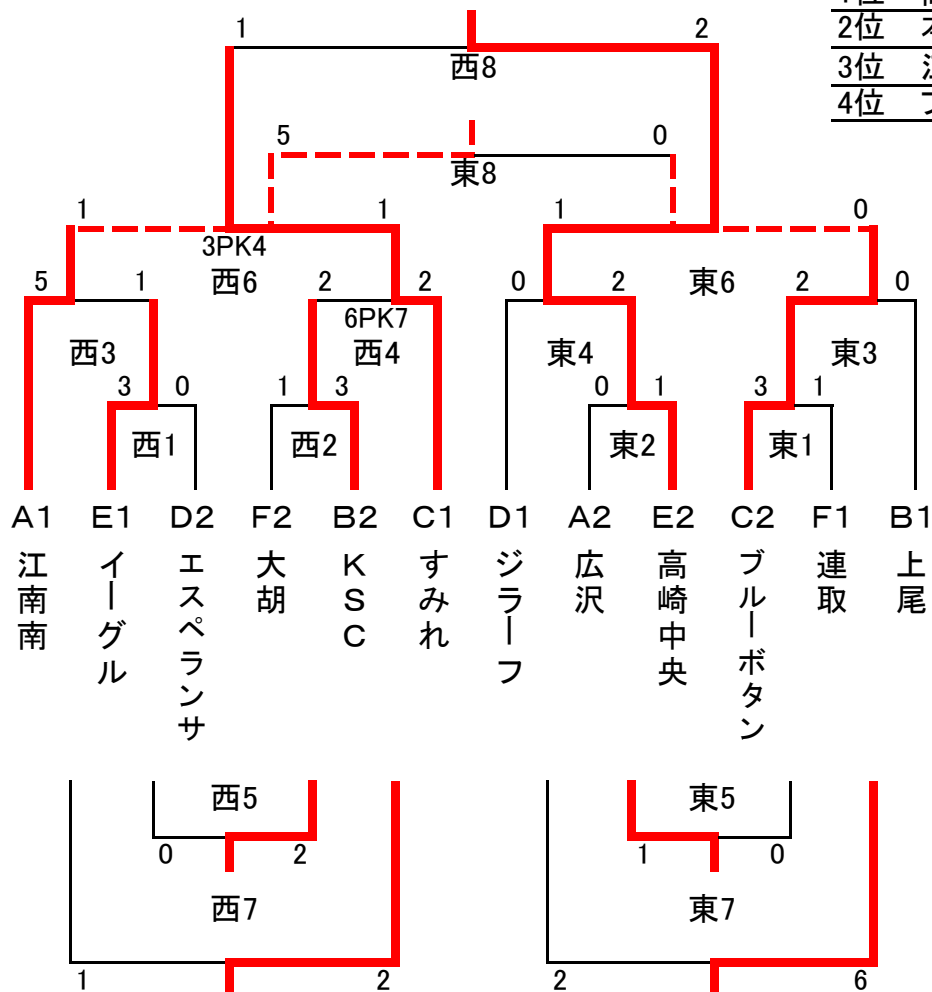 1位
1 2
2位
西8
3位
5 0
4位
東8
1 1 1 0
3PK4
西6 東6
5 1 2 2 0 2 2 0
6PK7
西3 西4 東4 東3
3 0 1 3 0 1 3 1
西1 西2 東2 東1
A1 E1 D2 F2 B2 C1 D1 A2 E2 C2 F1 B1
江南南
イーグル
エスペランサ
大胡
KSC
すみれ
ジラーフ
広沢
高崎中央
ブルーボタン
連取
上尾
西5 東5
0 2 1 0
西7 東7
1 2 2 6